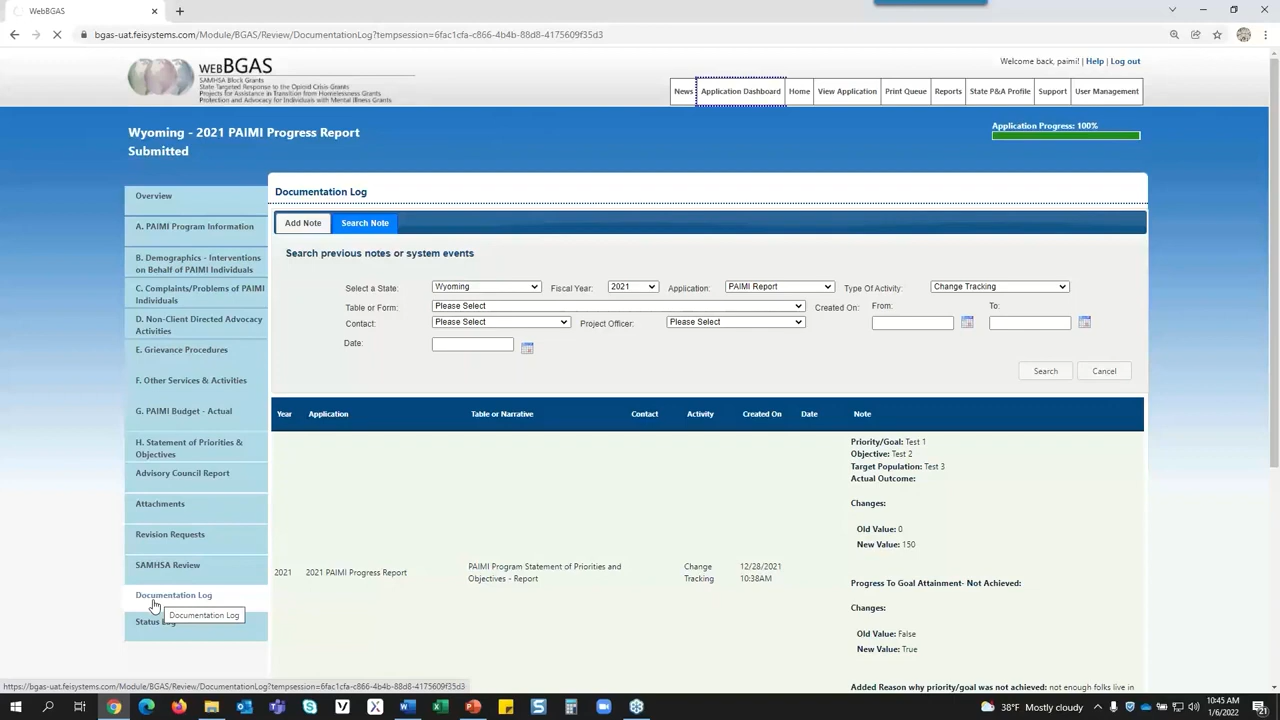 WebBGAS
bgas-uat.feisystems.com/Module/BGAS/Review/DocumentationLog?tempsession=6fac1cfa-c866-4b4b-88d8-4175609f35d3
WEBBGAS
SAMHSA Block Grants
State Targeted Response to the Opioid Crisis Grants
Projects for Assistance in Transition from Homelessness Grants
Protection and Advocacy for Individuals with Mental Illness Grants
Welcome back, paimi! | Help | Log out
News
Application Dashboard
Home
View Application
Print Queue
Reports
State P&A Profile
Support
User Management
Wyoming - 2021 PAIMI Progress Report
Submitted
Application Progress: 100%
Overview
A. PAIMI Program Information
B. Demographics - Interventions
on Behalf of PAIMI Individuals
C. Complaints/Problems of PAIMI
Individuals
D. Non-Client Directed Advocacy
Activities
E. Grievance Procedures
F. Other Services & Activities
G. PAIMI Budget - Actual
H. Statement of Priorities &
Objectives
Advisory Council Report
Attachments
Revision Requests
SAMHSA Review
Documentation Log
Documentation Log
Status
Documentation Log
Add Note
Search Note
Search previous notes or system events
Select a State: Wyoming Fiscal Year: 2021 Application: PAIMI Report Type Of Activity: Change Tracking
Table or Form: Please Select Created On: From: To:
Contact: Please Select Project Officer: Please Select
Date:
Search
Cancel
Year Application Table or Narrative Contact Activity Created On Date Note
Priority/Goal: Test 1
Objective: Test 2
Target Population: Test 3
Actual Outcome:
Changes:
Old Value: 0
New Value: 150
2021 2021 PAIMI Progress Report PAIMI Program Statement of Priorities and
Objectives - Report
Change
Tracking
12/28/2021
10:38AM
Progress To Goal Attainment- Not Achieved:
Changes:
Old Value: False
New Value: True
Added Reason why priority/goal was not achieved: not enough folks live in
https://bgas-uat.feisystems.com/Module/BGAS/Review/DocumentationLog?tempsession=6fac1cfa-c866-4b4b-88d8-4175609f35d3
38°F Mostly cloudy
10:45 AM
1/6/2022